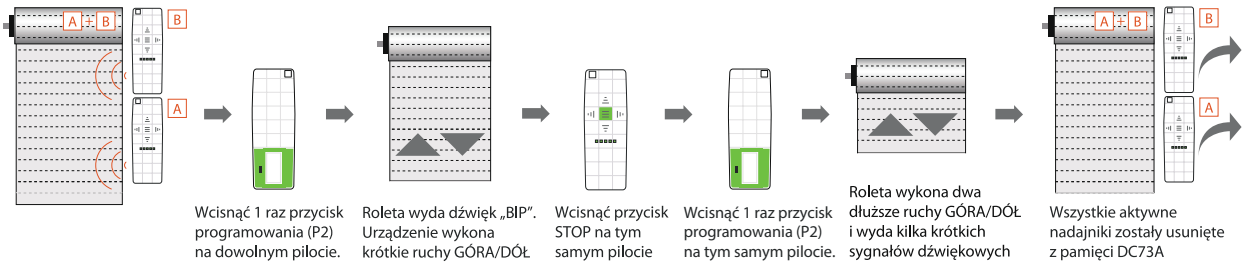 A + B
B
A
A + B
B
A
Wcisnąć 1 raz przycisk
programowania (P2)
na dowolnym pilocie.
Roleta wyda dźwięk „BIP”.
Urządzenie wykona
krótkie ruchy GÓRA/DÓŁ
Wcisnąć przycisk
STOP na tym
samym pilocie
Wcisnąć 1 raz przycisk
programowania (P2)
na tym samym pilocie.
Roleta wykona dwa
dłuższe ruchy GÓRA/DÓŁ
i wyda kilka krótkich
sygnałów dźwiękowych
Wszystkie aktywne
nadajniki zostały usunięte
z pamięci DC73A